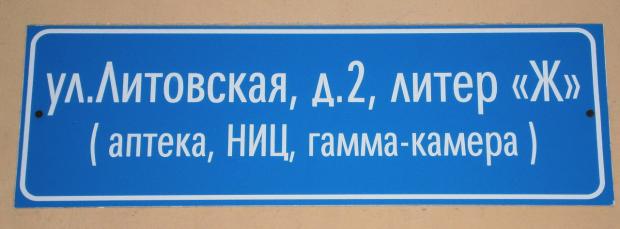 ул.Литовская, д.2, литер «Ж»
( аптека, НИЦ, гамма-камера )